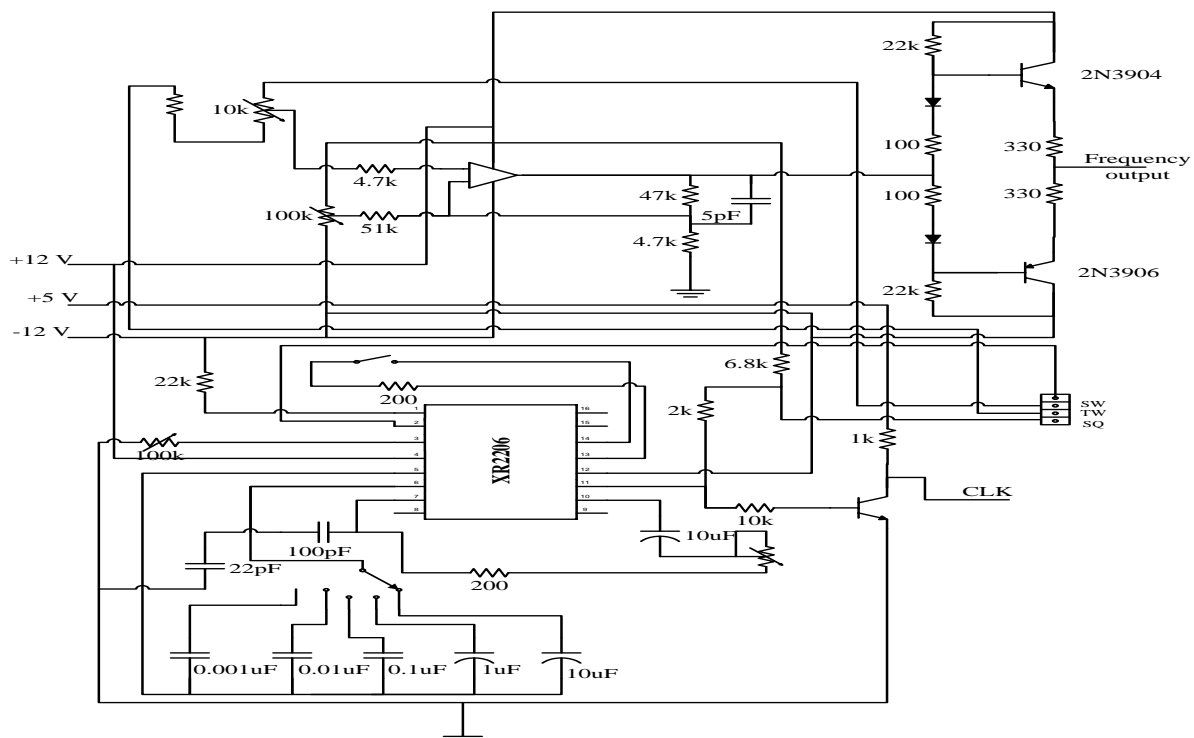 22k
2N3904
10k
100
330
Frequency
output
4.7k
47k
5pF
100
330
100k
51k
4.7k
+12 V
2N3906
+5 V
22k
-12 V
6.8k
22k
200
2k
SW
TW
SQ
1
2
3
4
5
6
7
8
XR2206
16
15
14
13
12
11
10
9
1k
100k
CLK
10k
100pF
10uF
22pF
200
0.001uF
0.01uF
0.1uF
1uF
10uF